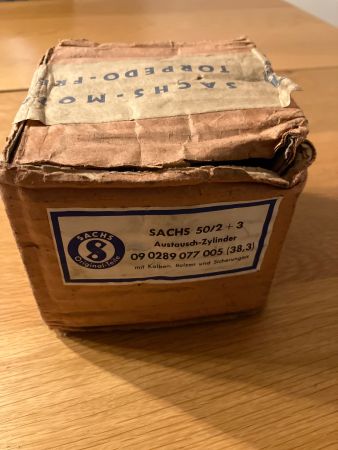 SACHS-MO
TORPEDO-FR
SACHS
Original-Teile
SACHS 50/2 + 3
Austausch-Zylinder
09 0289 077 005 (38,3)
mit Kolben, Bolzen und Sicherungen